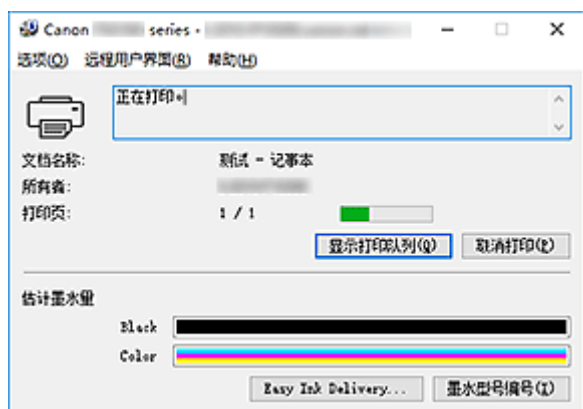 Canon series -
选项(O) 远程用户界面(R) 帮助(H)
正在打印。
文档名称: 测试 - 记事本
所有者:
打印页: 1 / 1
显示打印队列(Q) 取消打印(P)
估计墨水量
Black
Color
Easy Ink Delivery... 墨水型号编号(I)